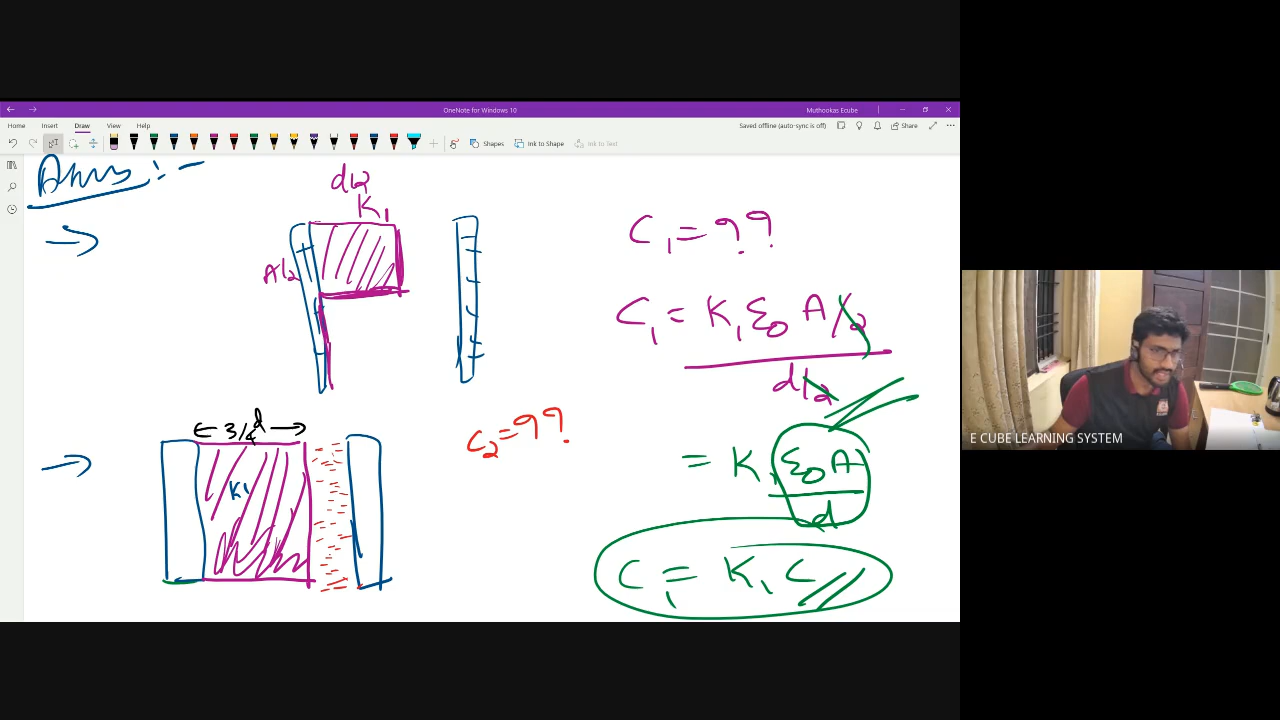 OneNote for Windows 10
Muthookas Ecube
Home Insert Draw View Help
Saved offline (auto-sync is off)
Share
Shapes
Ink to Shape
Ink to Text
Ans :-
d/2
K1
A/2
C1 = ??
C1 = K1 ε0 A/2
d/2
= K1 ε0 A
d
C1 = K1 C
3/4 d
K1
C2 = ??
E CUBE LEARNING SYSTEM